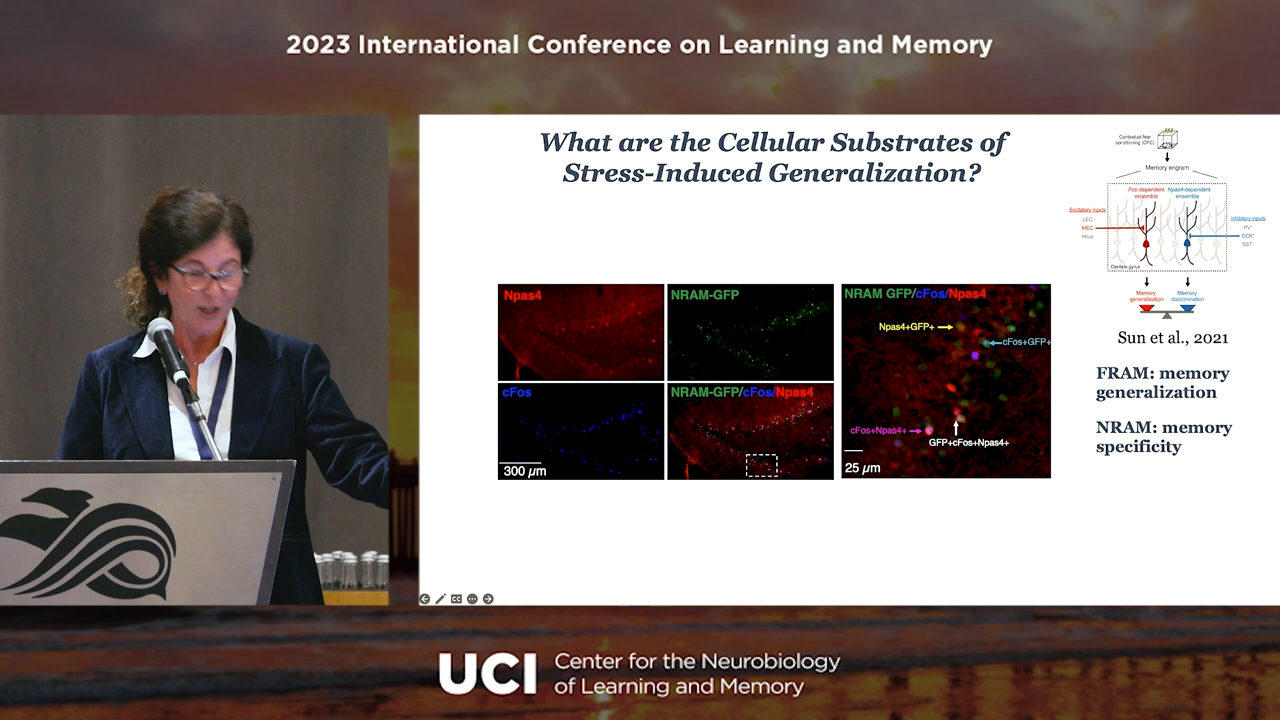 2023 International Conference on Learning and Memory
What are the Cellular Substrates of
Stress-Induced Generalization?
Npas4
NRAM-GFP
cFos
300 µm
NRAM-GFP/cFos/Npas4
NRAM GFP/cFos/Npas4
Npas4+GFP+
cFos+GFP+
cFos+Npas4+
GFP+cFos+Npas4+
25 µm
Contextual fear
conditioning (CFC)
Memory engram
Fos-dependent
ensemble
Npas4-dependent
ensemble
Excitatory inputs
LEC
MEC
Hilus
Inhibitory inputs
PV+
CCK+
SST+
Dentate gyrus
Memory
generalization
Memory
discrimination
Sun et al., 2021
FRAM: memory
generalization
NRAM: memory
specificity
CC
UCI
Center for the Neurobiology
of Learning and Memory